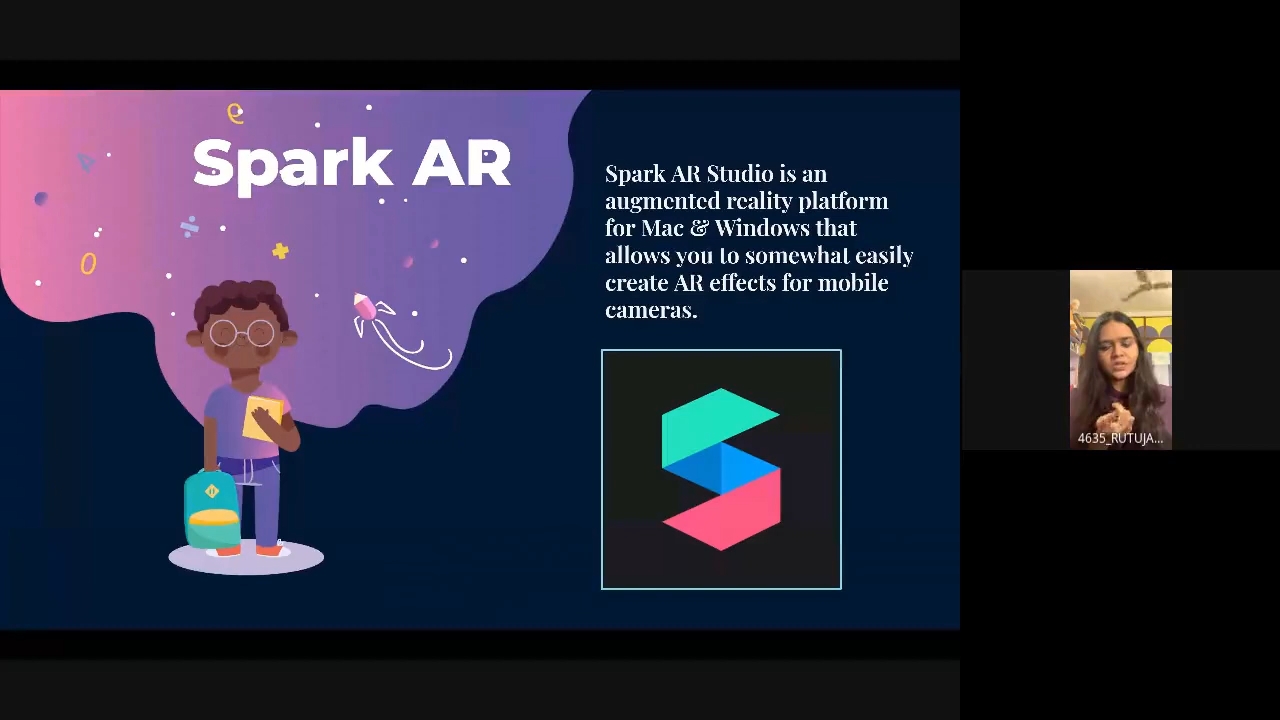 Spark AR
Spark AR Studio is an
augmented reality platform
for Mac & Windows that
allows you to somewhat easily
create AR effects for mobile
cameras.
4635_RUTUJA...